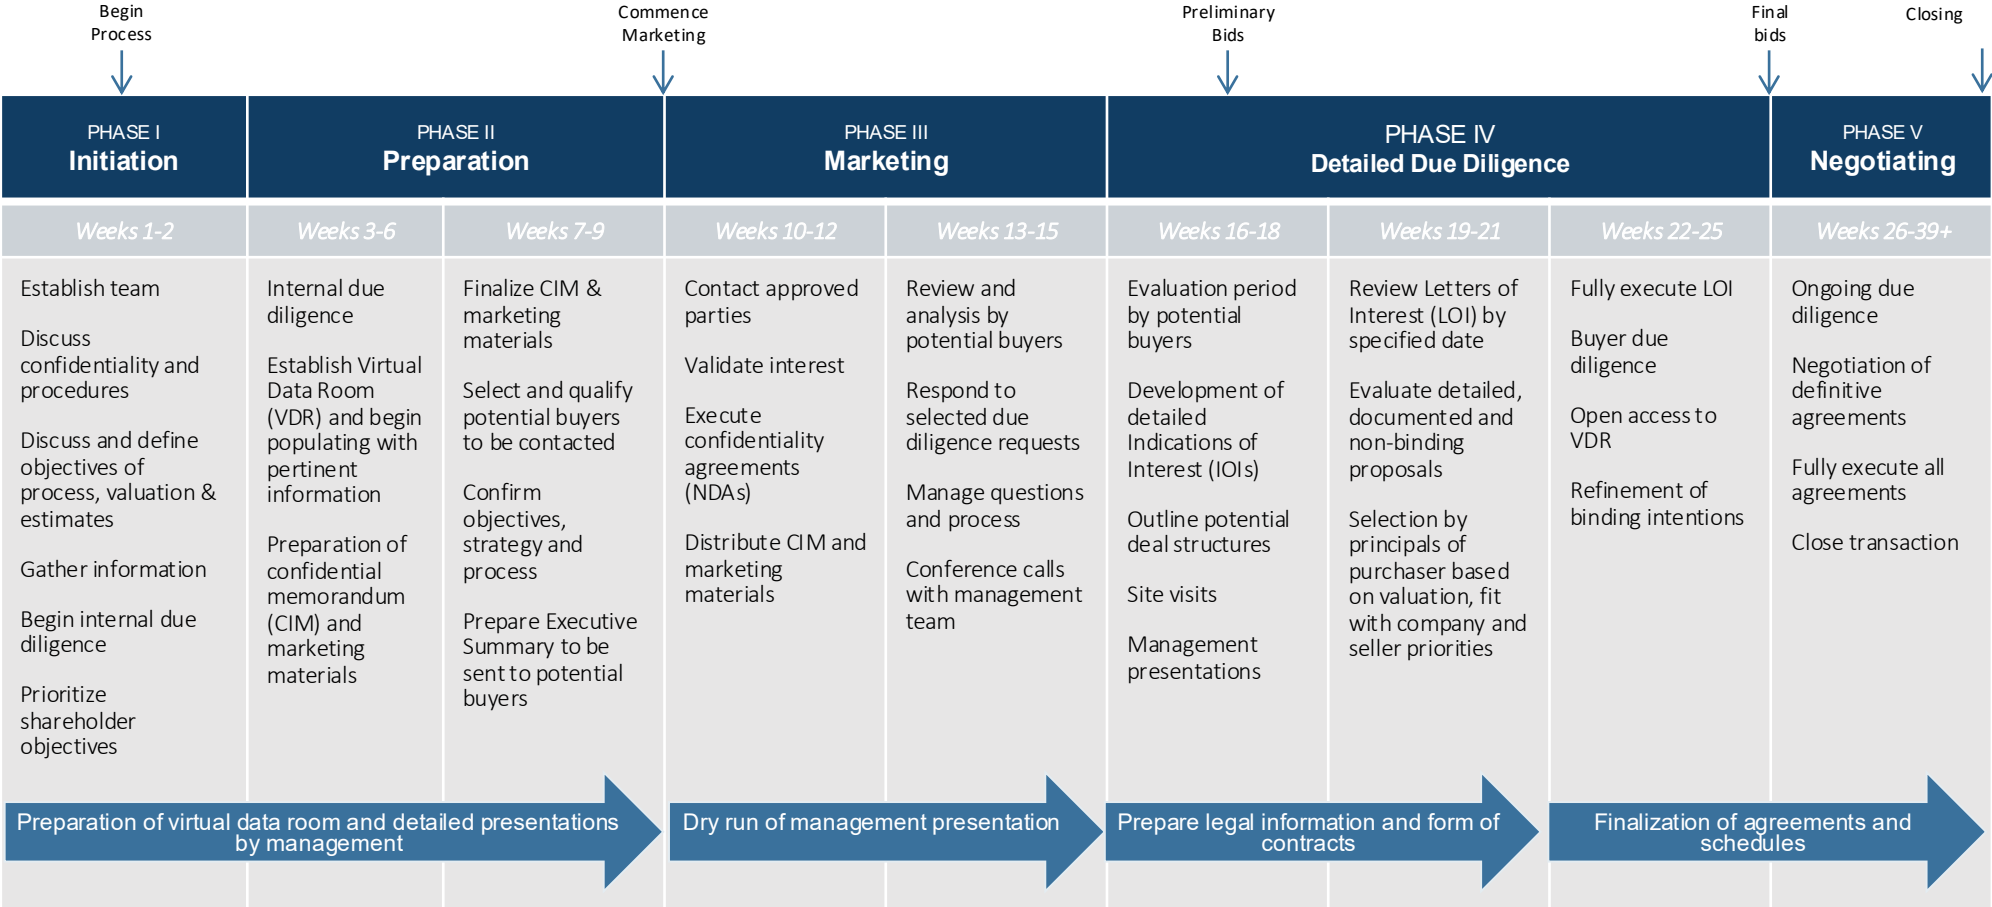 Begin
Process
Commence
Marketing
Preliminary
Bids
Final
bids
Closing
PHASE I
Initiation
PHASE II
Preparation
PHASE III
Marketing
PHASE IV
Detailed Due Diligence
PHASE V
Negotiating
Weeks 1-2
Weeks 3-6
Weeks 7-9
Weeks 10-12
Weeks 13-15
Weeks 16-18
Weeks 19-21
Weeks 22-25
Weeks 26-39+
Establish team
Discuss
confidentiality and
procedures
Discuss and define
objectives of
process, valuation &
estimates
Gather information
Begin internal due
diligence
Prioritize
shareholder
objectives
Internal due
diligence
Establish Virtual
Data Room
(VDR) and begin
populating with
pertinent
information
Preparation of
confidential
memorandum
(CIM) and
marketing
materials
Finalize CIM &
marketing
materials
Select and qualify
potential buyers
to be contacted
Confirm
objectives,
strategy and
process
Prepare Executive
Summary to be
sent to potential
buyers
Contact approved
parties
Validate interest
Execute
confidentiality
agreements
(NDAs)
Distribute CIM and
marketing
materials
Review and
analysis by
potential buyers
Respond to
selected due
diligence requests
Manage questions
and process
Conference calls
with management
team
Evaluation period
by potential
buyers
Development of
detailed
Indications of
Interest (IOIs)
Outline potential
deal structures
Site visits
Management
presentations
Review Letters of
Interest (LOI) by
specified date
Evaluate detailed,
documented and
non-binding
proposals
Selection by
principals of
purchaser based
on valuation, fit
with company and
seller priorities
Fully execute LOI
Buyer due
diligence
Open access to
VDR
Refinement of
binding intentions
Ongoing due
diligence
Negotiation of
definitive
agreements
Fully execute all
agreements
Close transaction
Preparation of virtual data room and detailed presentations
by management
Dry run of management presentation
Prepare legal information and form of
contracts
Finalization of agreements and
schedules